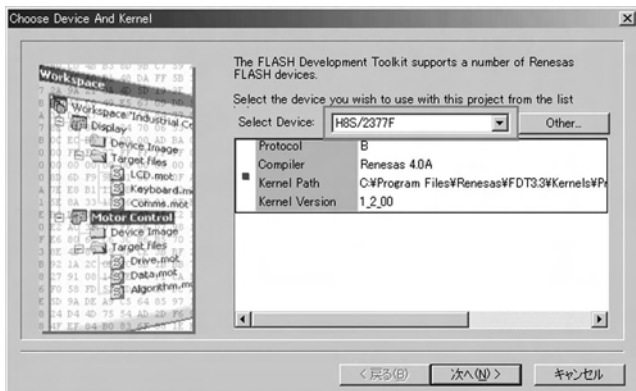 Choose Device And Kernel
The FLASH Development Toolkit supports a number of Renesas
FLASH devices.
Select the device you wish to use with this project from the list
Select Device:
H8S/2377F
Other...
Protocol B
Compiler Renesas 4.0A
Kernel Path C:¥Program Files¥Renesas¥FDT3.3¥Kernels¥Pr
Kernel Version 1_2_00
Workspace
Workspace "Industrial Co
Display
Device Image
Target files
LCD.mot
Keyboard.m
Comms.mot
Motor Control
Device Image
Target Files
Drive.mot
Data.mot
Algorithm.m
< 戻る(B)
次へ(N) >
キャンセル